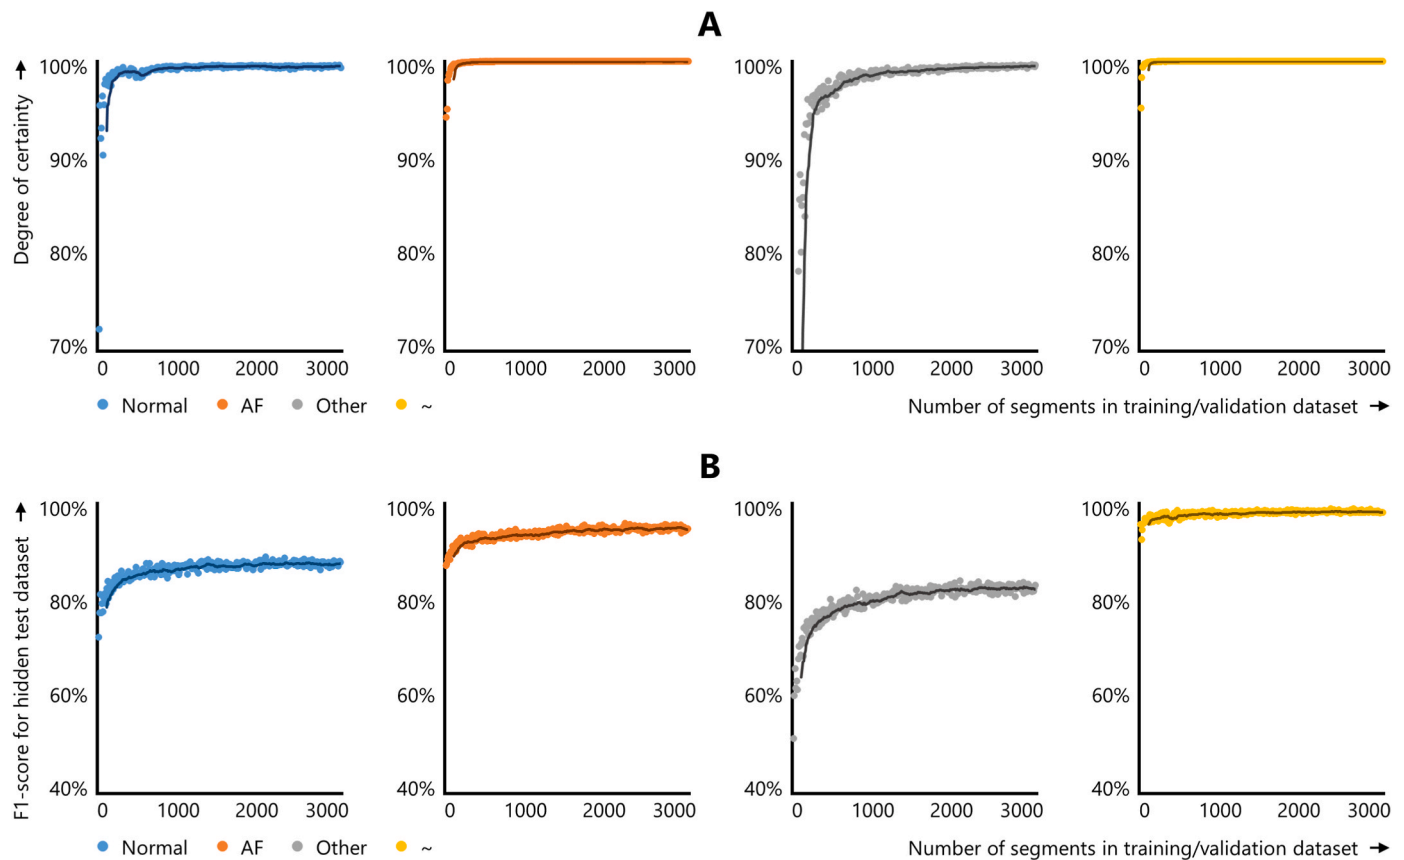 A
Degree of certainty →
100%
90%
80%
70%
0 1000 2000 3000
100%
90%
80%
70%
0 1000 2000 3000
100%
90%
80%
70%
0 1000 2000 3000
100%
90%
80%
70%
0 1000 2000 3000
Normal AF Other ~
Number of segments in training/validation dataset →
B
F1-score for hidden test dataset →
100%
80%
60%
40%
0 1000 2000 3000
100%
80%
60%
40%
0 1000 2000 3000
100%
80%
60%
40%
0 1000 2000 3000
100%
80%
60%
40%
0 1000 2000 3000
Normal AF Other ~
Number of segments in training/validation dataset →